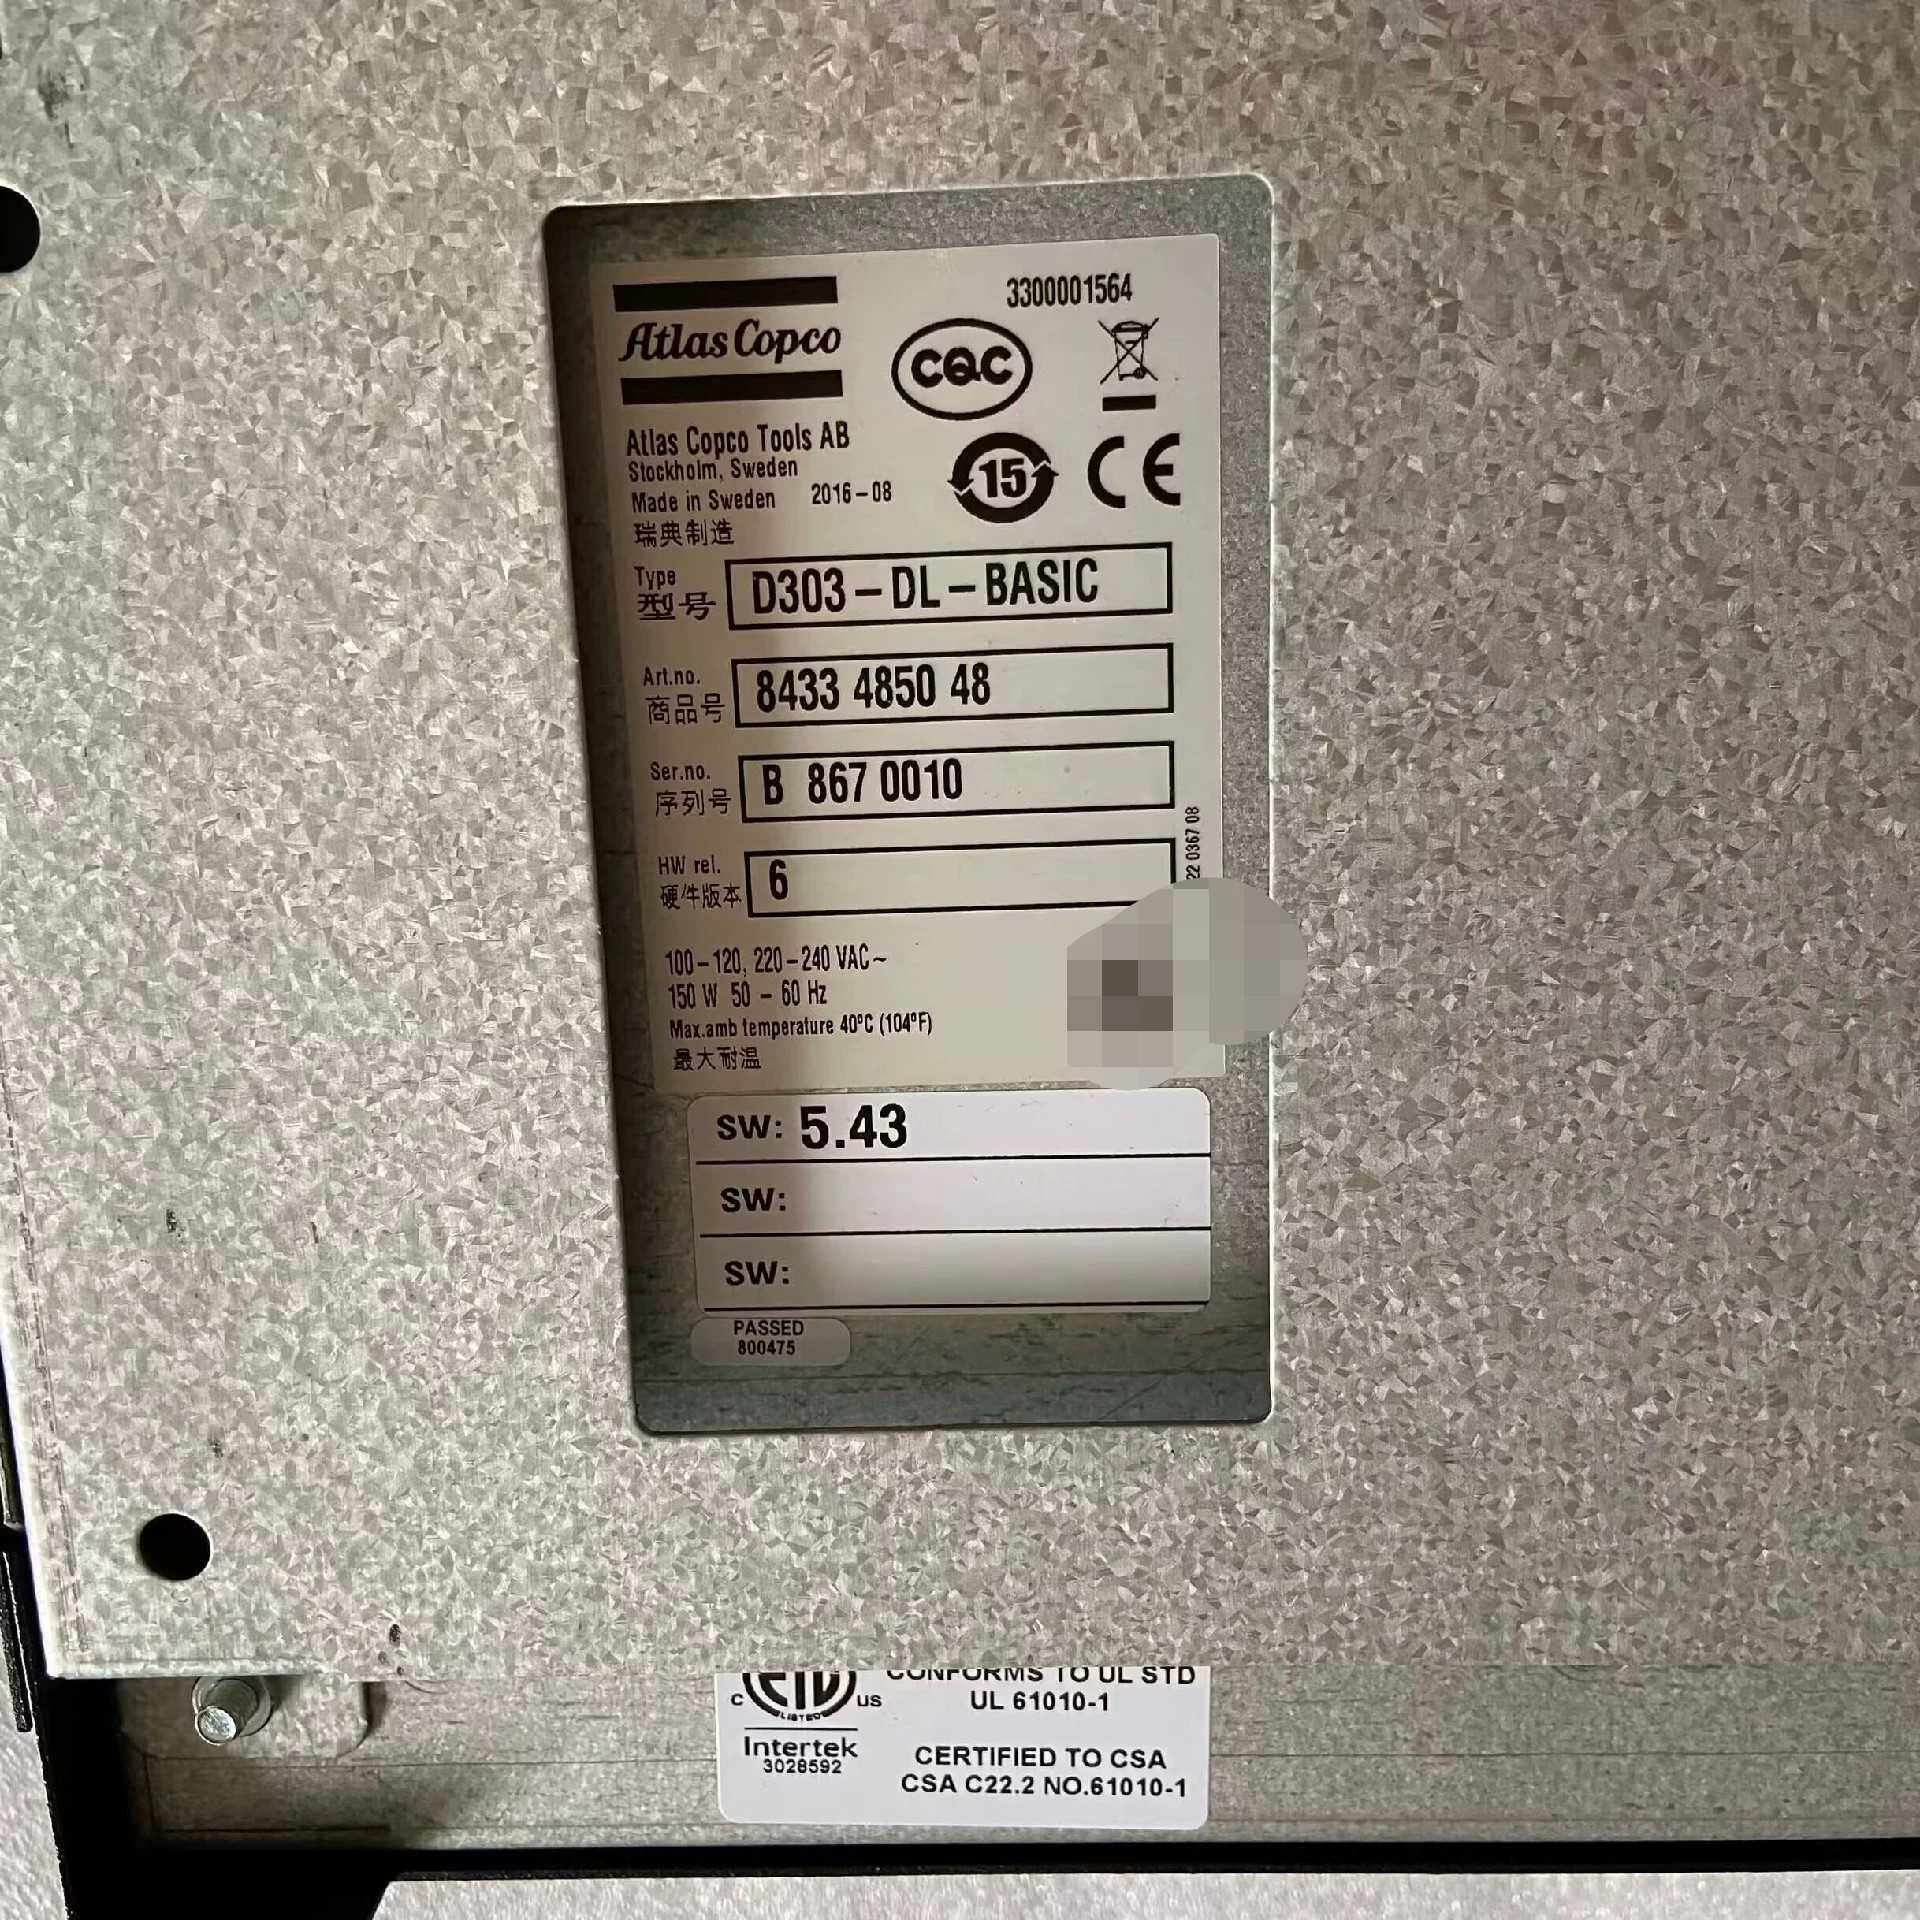 3300001564
Atlas Copco
CQC
Atlas Copco Tools AB
Stockholm, Sweden
Made in Sweden 2016-08
瑞典制造
15
CE
Type
型号
D303-DL-BASIC
Art.no.
商品号
8433 4850 48
Ser.no.
序列号
B 867 0010
HW rel.
硬件版本
6
22 0367 08
100-120, 220-240 VAC~
150 W 50 - 60 Hz
Max.amb temperature 40°C (104°F)
最大耐温
SW: 5.43
SW:
SW:
PASSED
800475
C ETL US
LISTED
Intertek
3028592
CONFORMS TO UL STD
UL 61010-1
CERTIFIED TO CSA
CSA C22.2 NO.61010-1